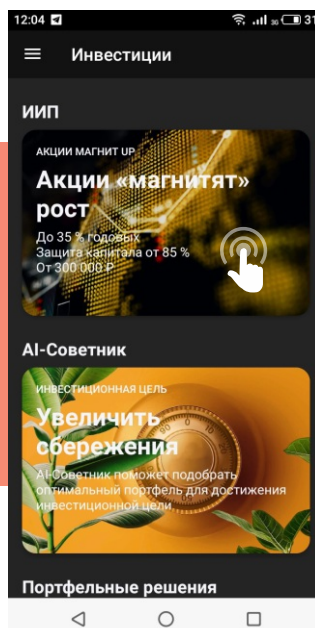 12:04
31
Инвестиции
ИИП
АКЦИИ МАГНИТ UP
Акции «магнитят»
рост
До 35 % годовых
Защита капитала от 85 %
От 300 000 ₽
AI-Советник
ИНВЕСТИЦИОННАЯ ЦЕЛЬ
Увеличить
сбережения
AI-Советник поможет подобрать
оптимальный портфель для достижения
инвестиционной цели
Портфельные решения